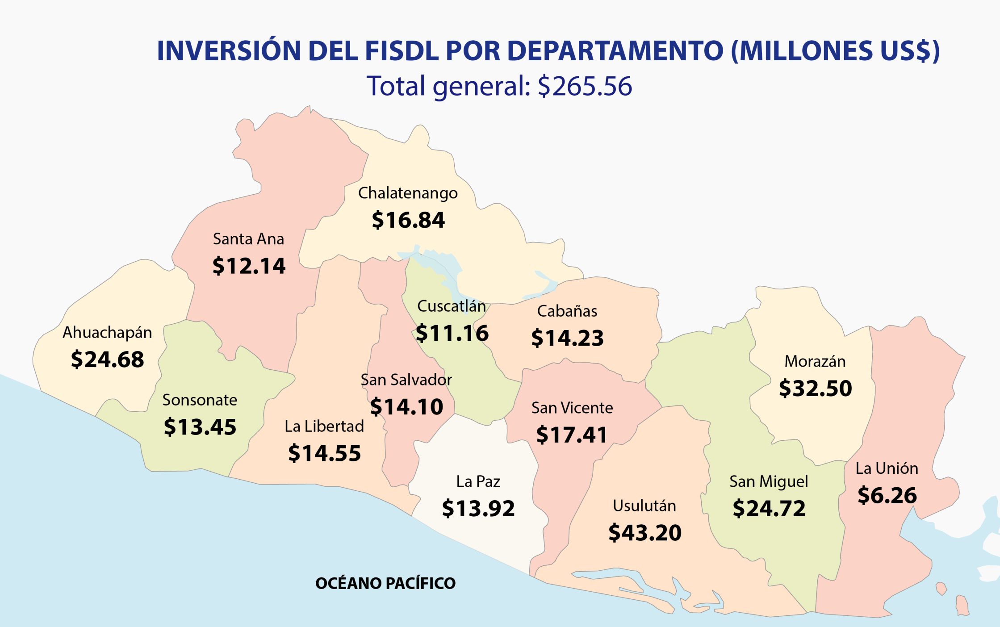 INVERSIÓN DEL FISDL POR DEPARTAMENTO (MILLONES US$)
Total general: $265.56
Chalatenango
$16.84
Santa Ana
$12.14
Cuscatlán
$11.16
Cabañas
$14.23
Ahuachapán
$24.68
Morazán
$32.50
San Salvador
$14.10
Sonsonate
$13.45
San Vicente
$17.41
La Libertad
$14.55
La Unión
$6.26
La Paz
$13.92
San Miguel
$24.72
Usulután
$43.20
OCÉANO PACÍFICO